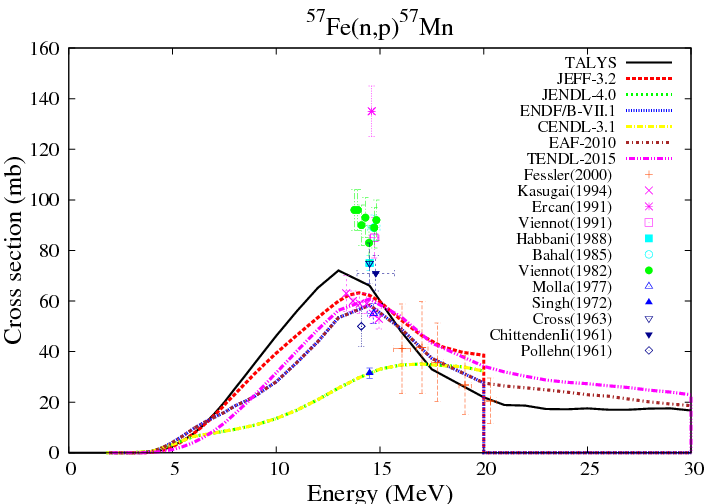 57Fe(n,p)57Mn
Cross section (mb)
160
140
120
100
80
60
40
20
0
0 5 10 15 20 25 30
Energy (MeV)
TALYS
JEFF-3.2
JENDL-4.0
ENDF/B-VII.1
CENDL-3.1
EAF-2010
TENDL-2015
Fessler(2000)
Kasugai(1994)
Ercan(1991)
Viennot(1991)
Habbani(1988)
Bahal(1985)
Viennot(1982)
Molla(1977)
Singh(1972)
Cross(1963)
ChittendenIi(1961)
Pollehn(1961)